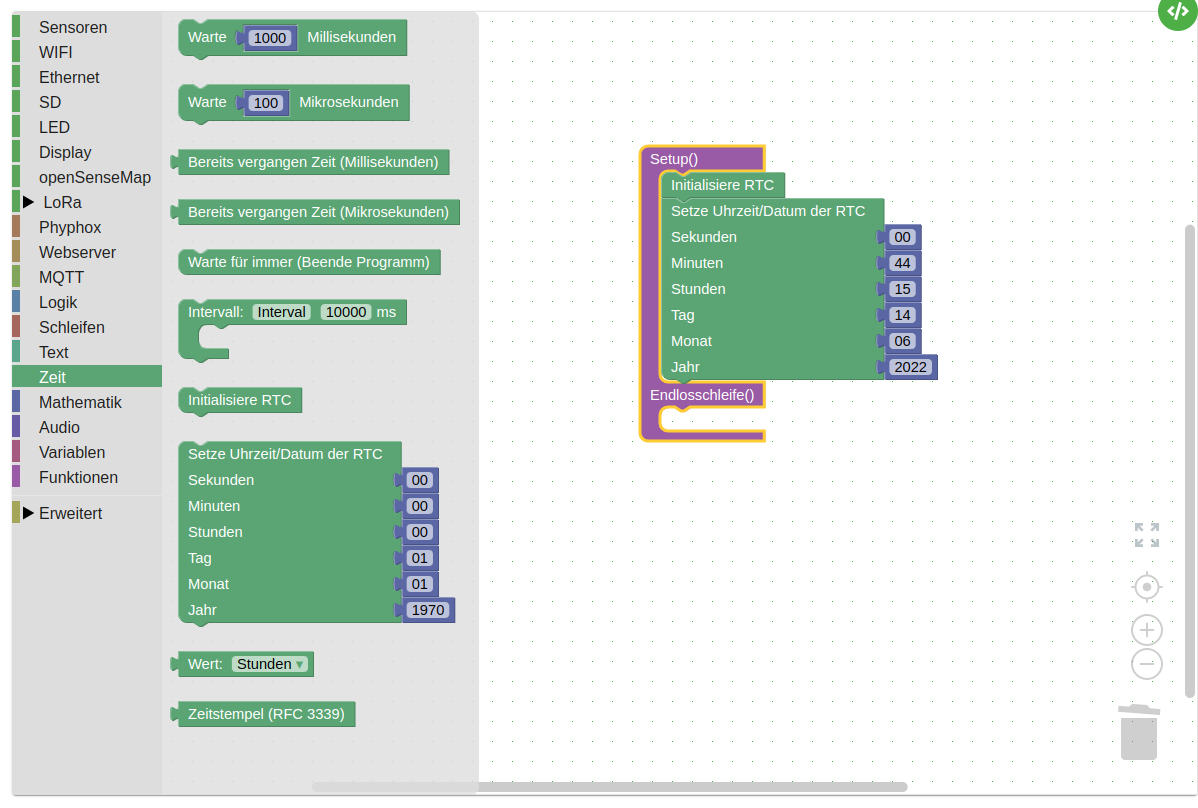 Sensoren
WIFI
Ethernet
SD
LED
Display
openSenseMap
LoRa
Phyphox
Webserver
MQTT
Logik
Schleifen
Text
Zeit
Mathematik
Audio
Variablen
Funktionen
Erweitert
Warte 1000 Millisekunden
Warte 100 Mikrosekunden
Bereits vergangen Zeit (Millisekunden)
Bereits vergangen Zeit (Mikrosekunden)
Warte für immer (Beende Programm)
Intervall: Interval 10000 ms
Initialisiere RTC
Setze Uhrzeit/Datum der RTC
Sekunden 00
Minuten 00
Stunden 00
Tag 01
Monat 01
Jahr 1970
Wert: Stunden
Zeitstempel (RFC 3339)
Setup()
Initialisiere RTC
Setze Uhrzeit/Datum der RTC
Sekunden 00
Minuten 44
Stunden 15
Tag 14
Monat 06
Jahr 2022
Endlosschleife()